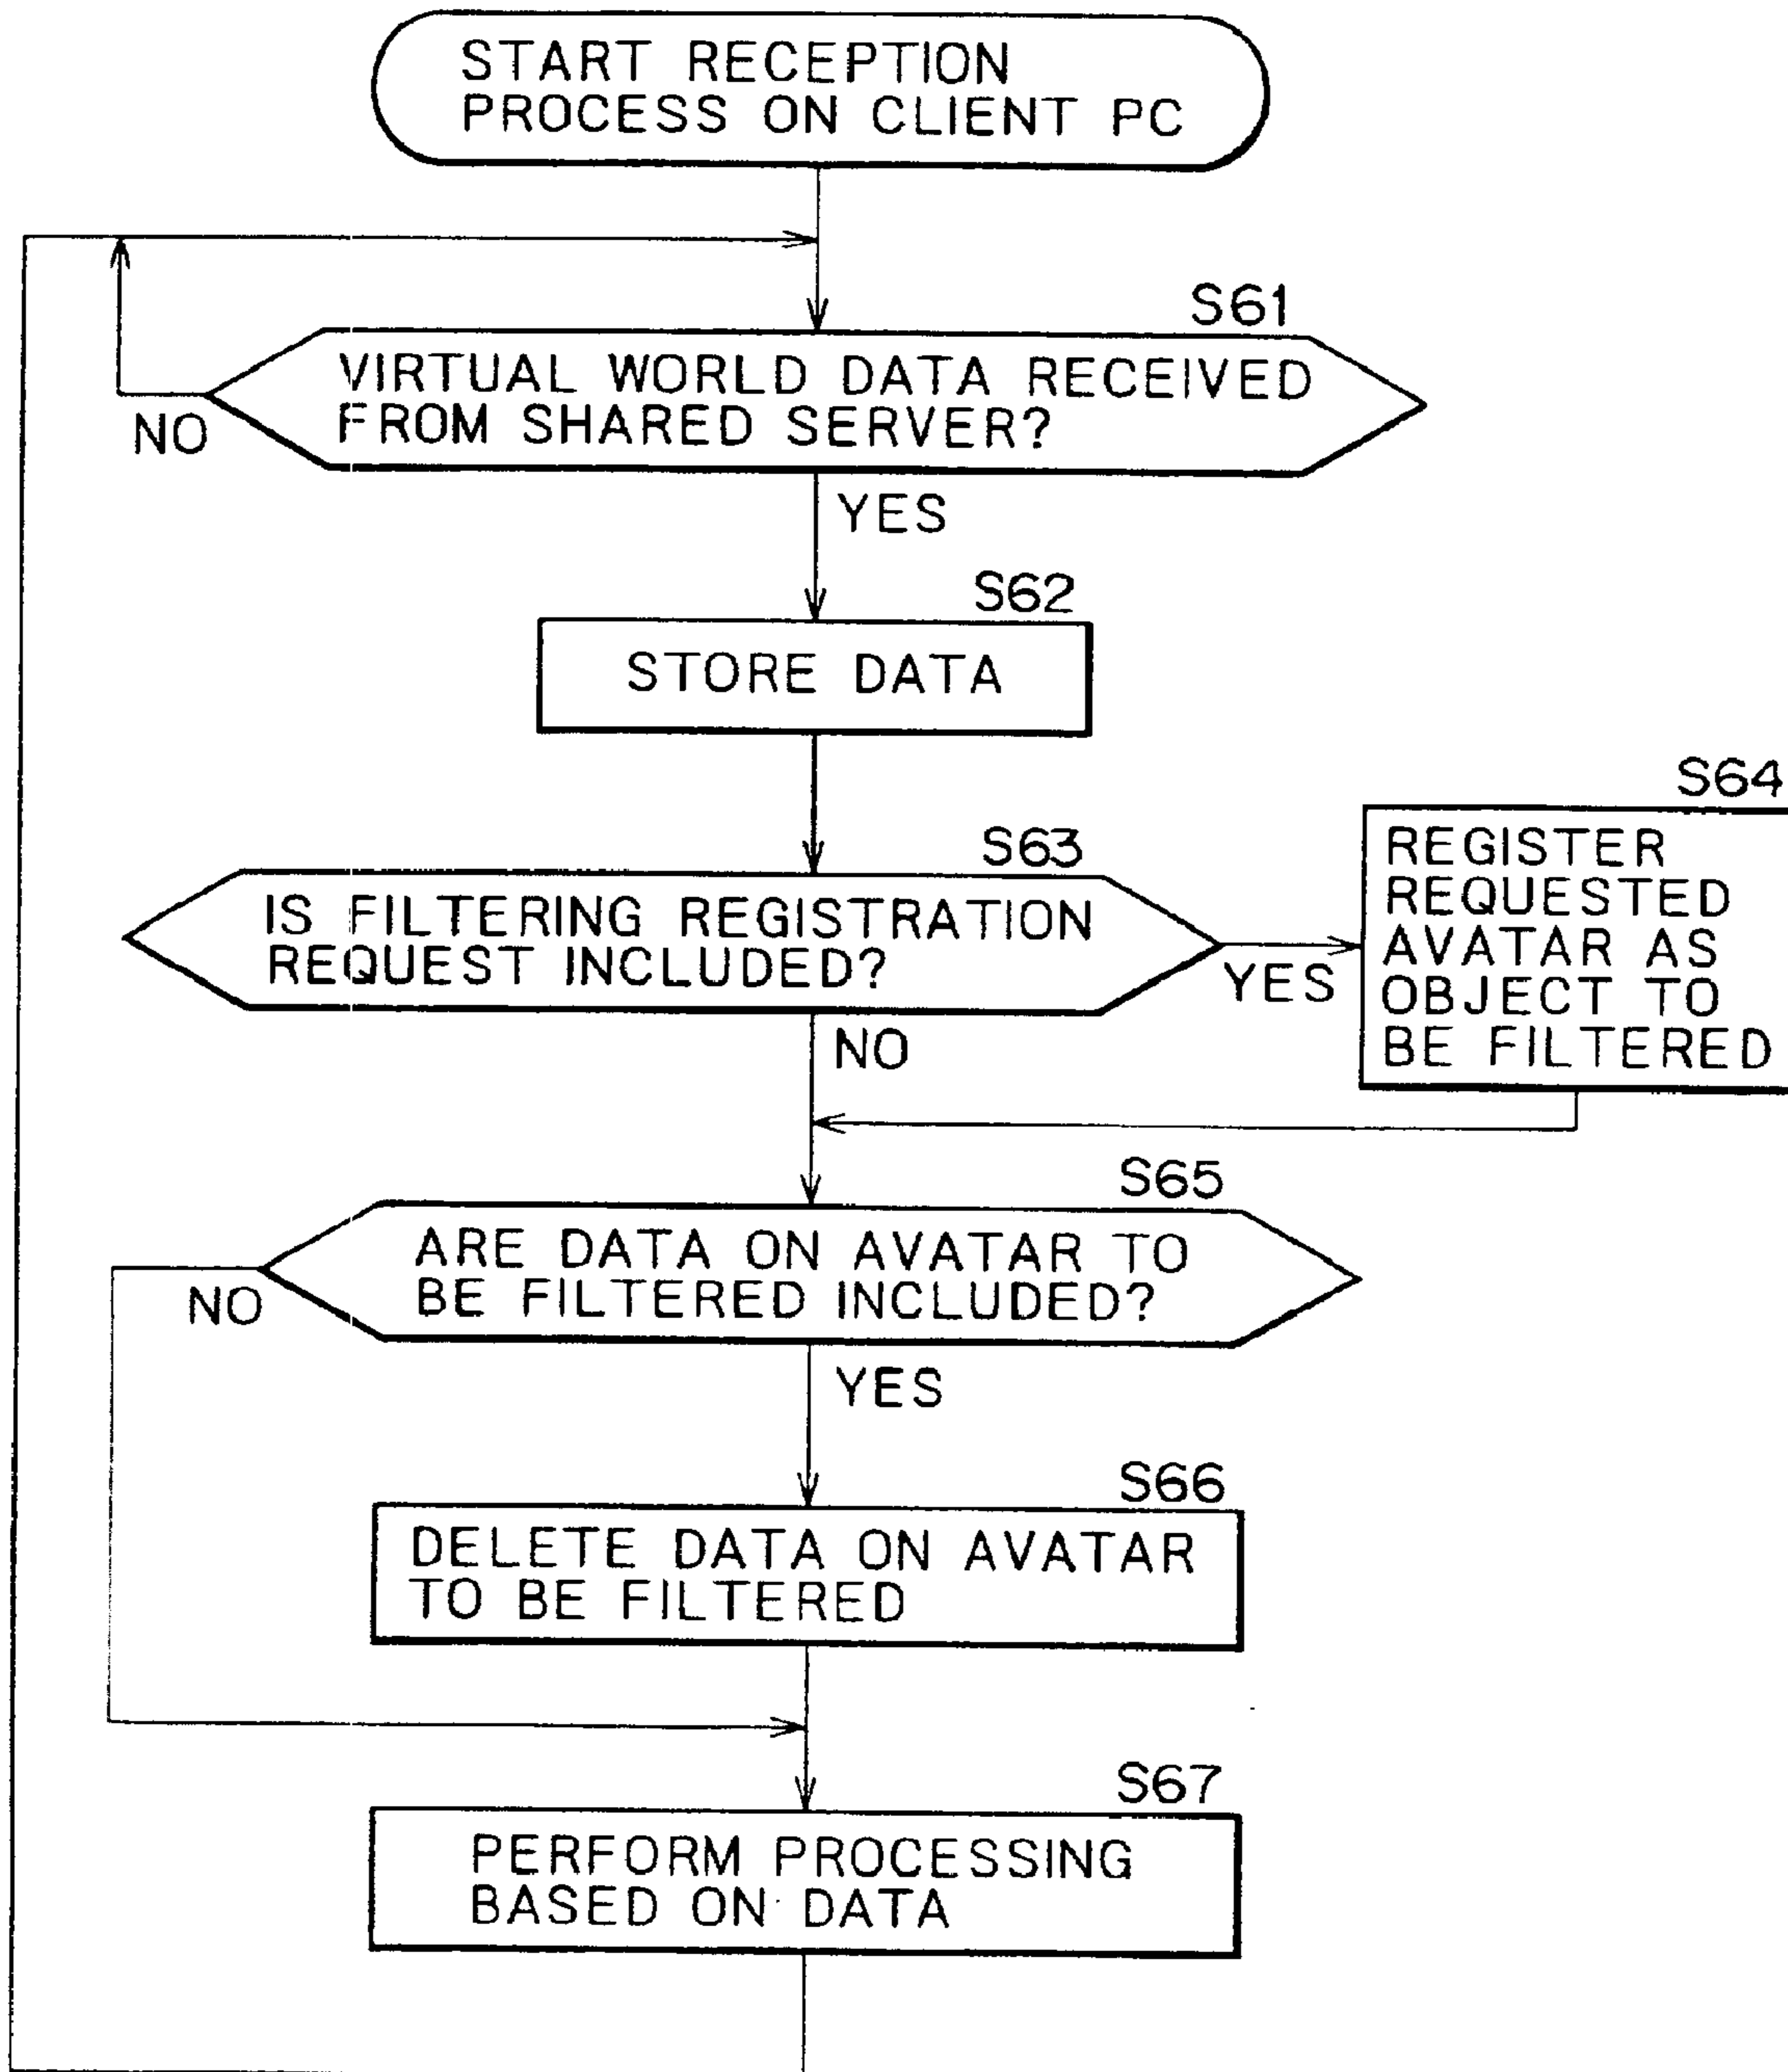 START RECEPTION
PROCESS ON CLIENT PC
S61
VIRTUAL WORLD DATA RECEIVED
FROM SHARED SERVER?
NO
YES
S62
STORE DATA
S63
IS FILTERING REGISTRATION
REQUEST INCLUDED?
YES
NO
S64
REGISTER
REQUESTED
AVATAR AS
OBJECT TO
BE FILTERED
S65
ARE DATA ON AVATAR TO
BE FILTERED INCLUDED?
NO
YES
S66
DELETE DATA ON AVATAR
TO BE FILTERED
S67
PERFORM PROCESSING
BASED ON DATA